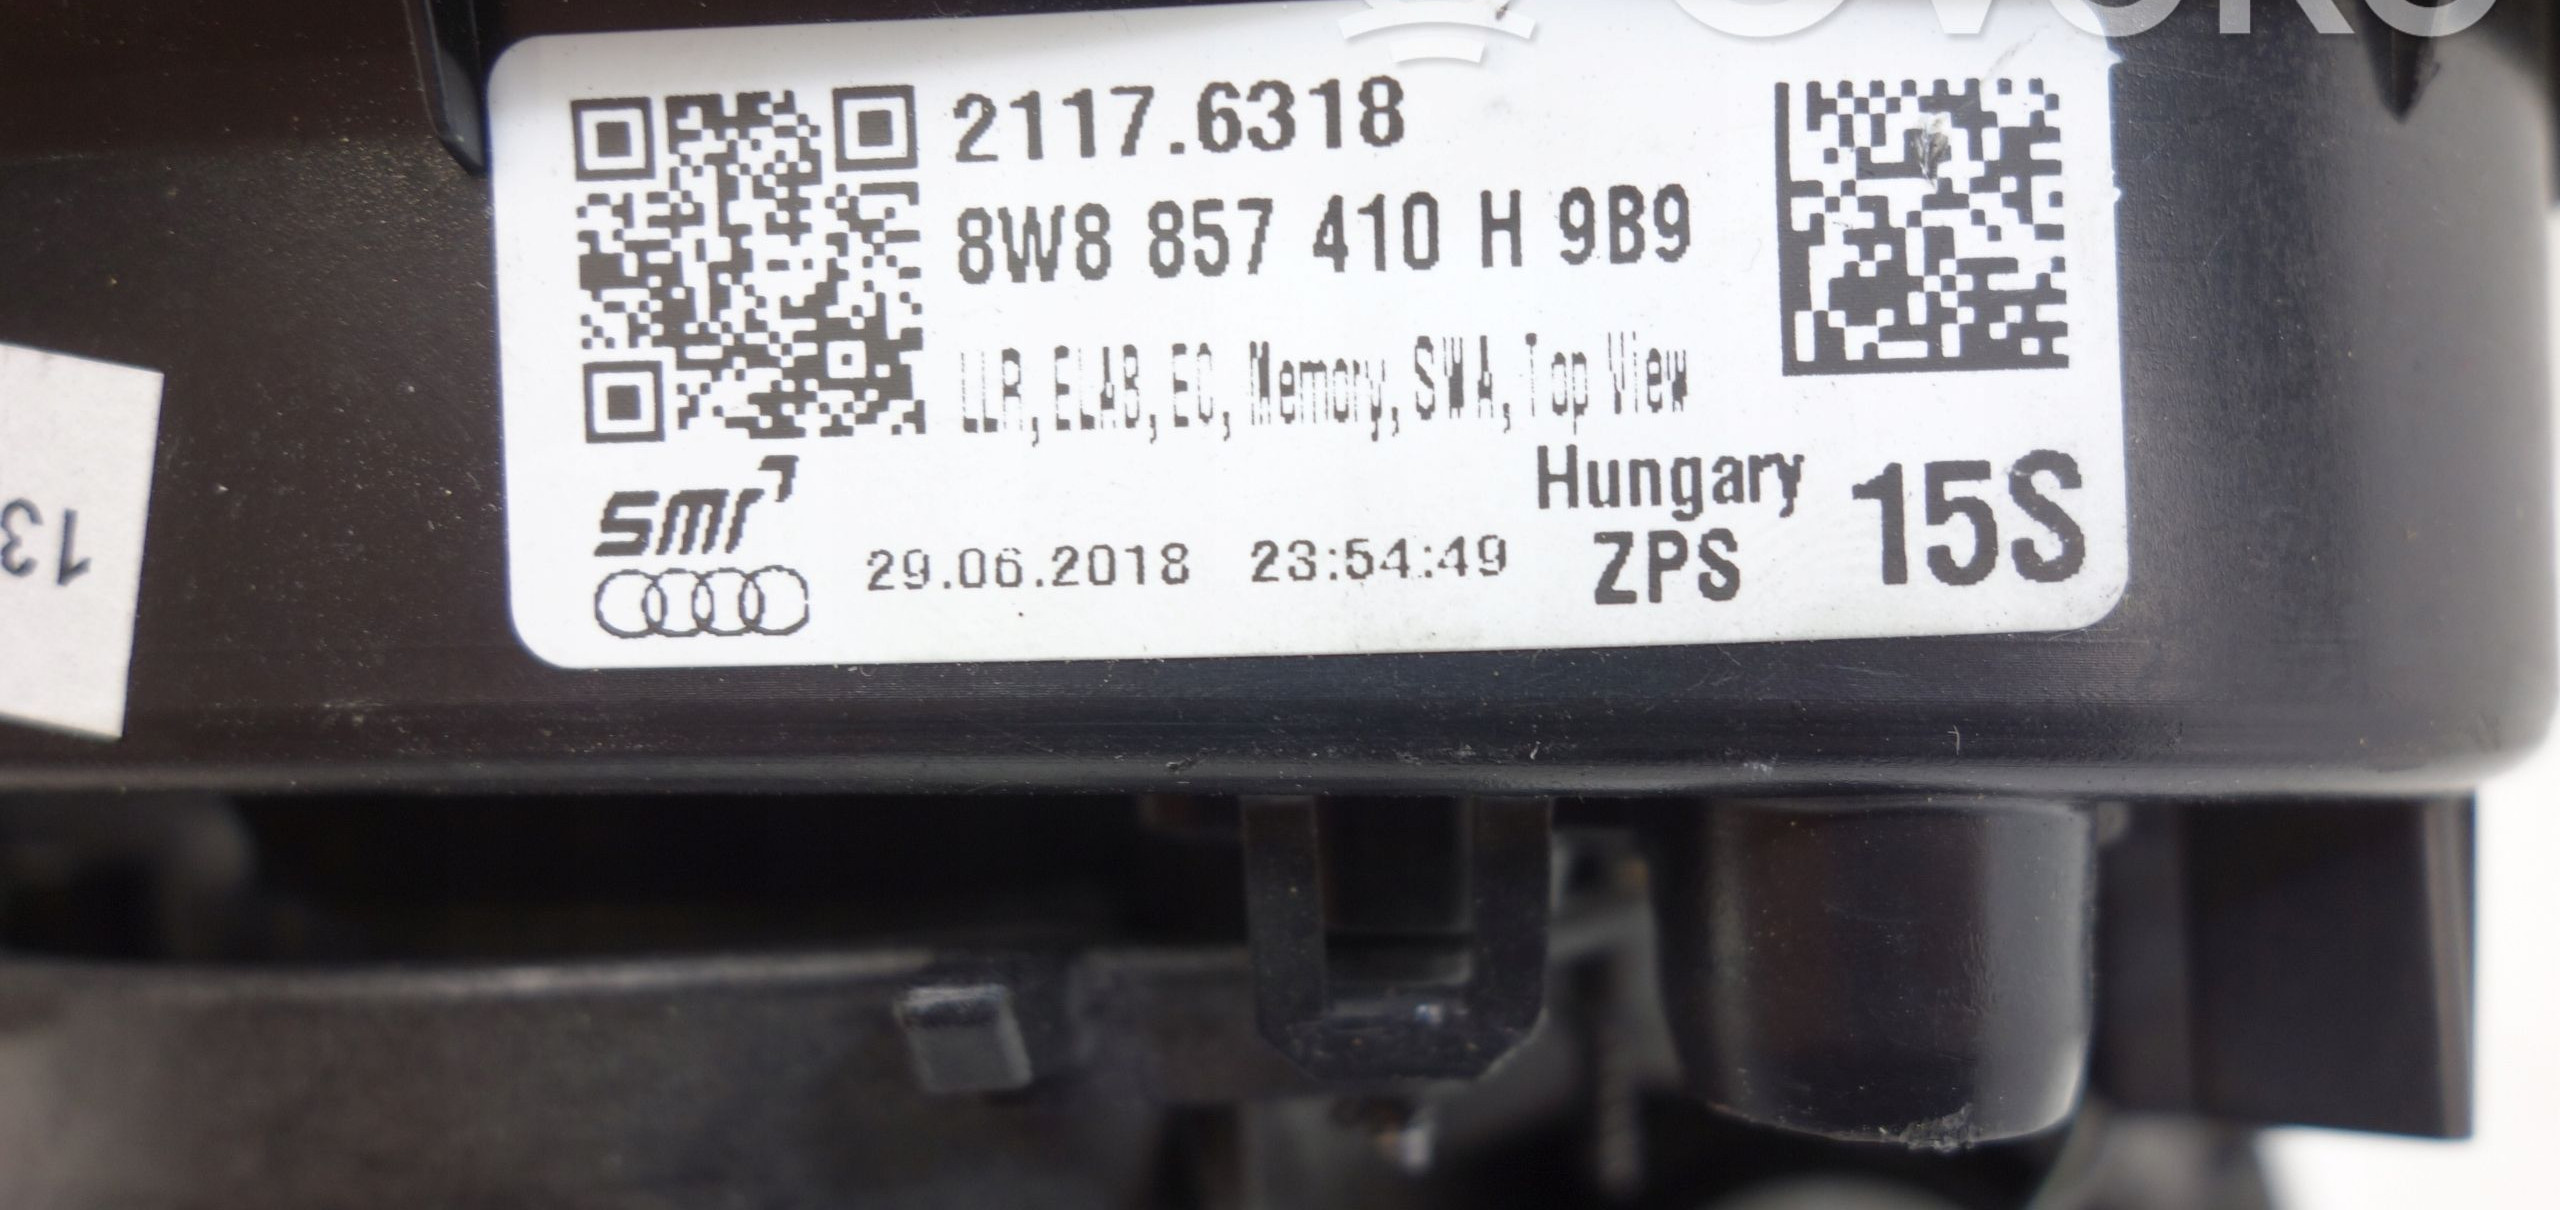 2117.6318
8W8 857 410 H 9B9
LLR, ELAB, EC, Memory, SWA, Top View
smr
29.06.2018 23:54:49
Hungary
ZPS
15S
13